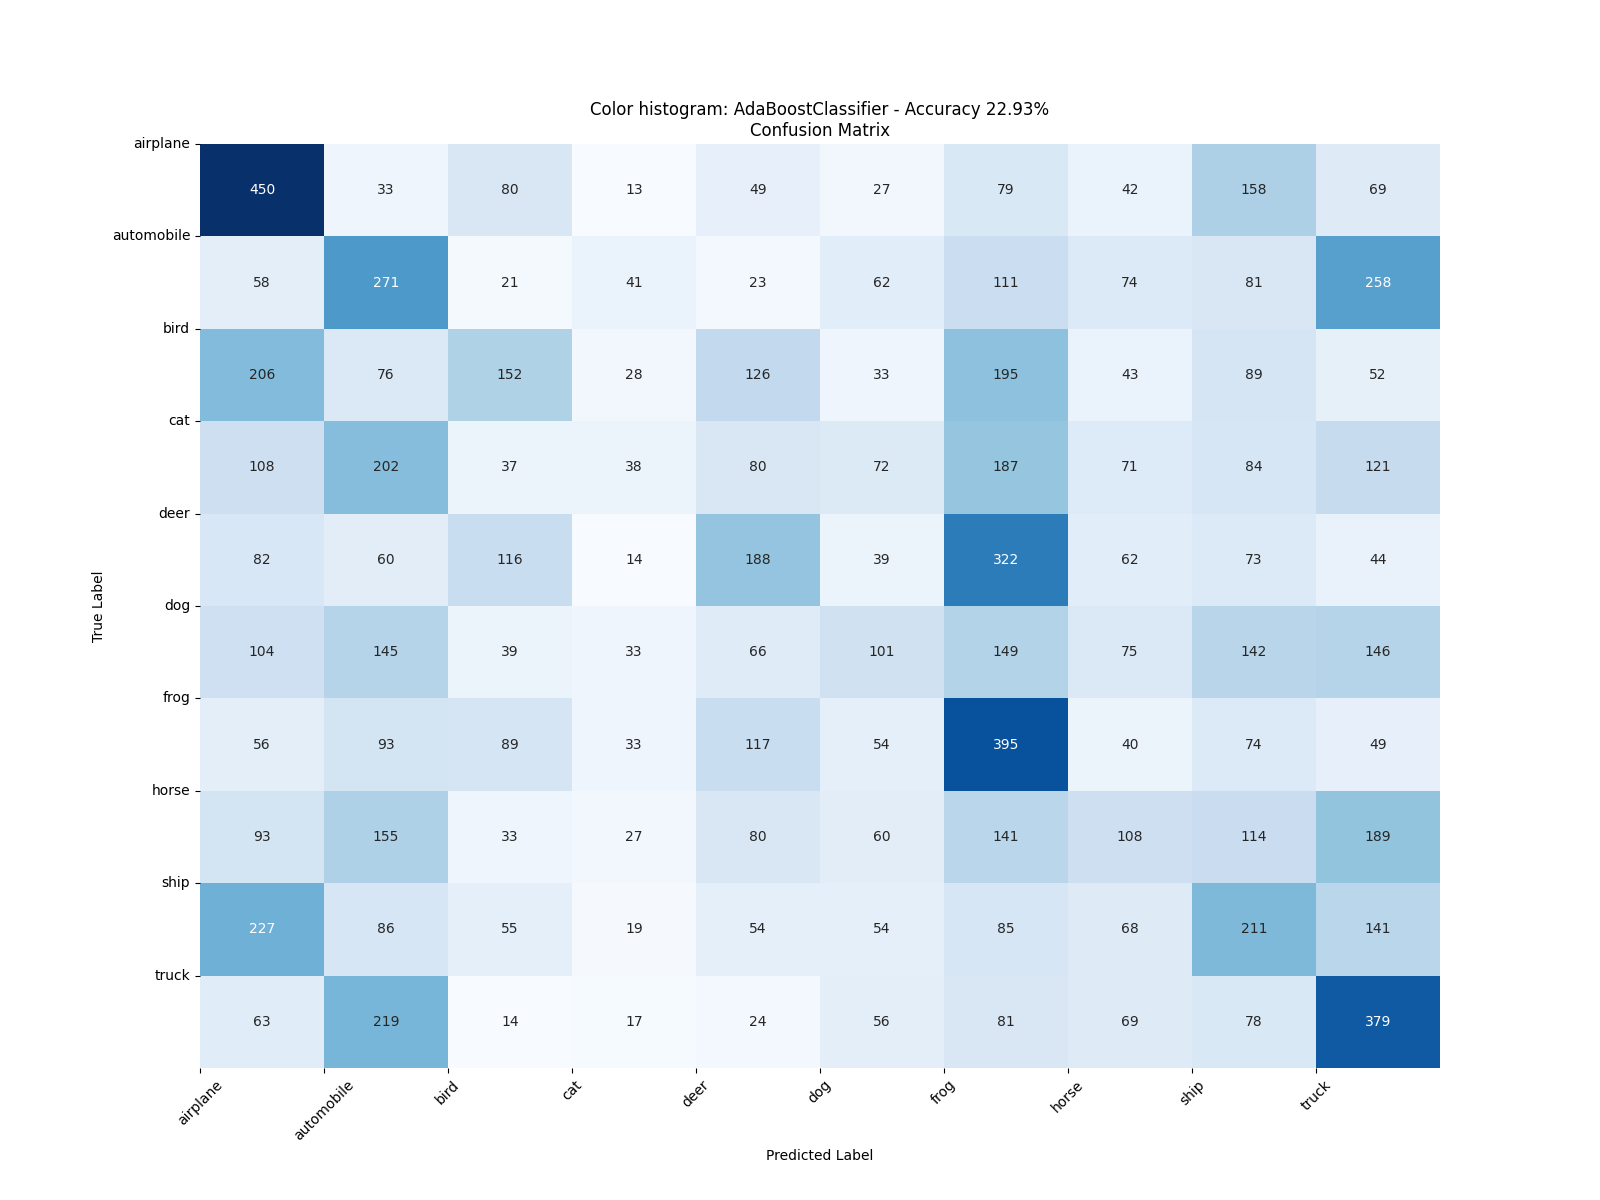 Color histogram: AdaBoostClassifier - Accuracy 22.93%
Confusion Matrix
airplane
450 33 80 13 49 27 79 42 158 69
automobile
58 271 21 41 23 62 111 74 81 258
bird
206 76 152 28 126 33 195 43 89 52
cat
108 202 37 38 80 72 187 71 84 121
deer
82 60 116 14 188 39 322 62 73 44
True Label
dog
104 145 39 33 66 101 149 75 142 146
frog
56 93 89 33 117 54 395 40 74 49
horse
93 155 33 27 80 60 141 108 114 189
ship
227 86 55 19 54 54 85 68 211 141
truck
63 219 14 17 24 56 81 69 78 379
airplane automobile bird cat deer dog frog horse ship truck
Predicted Label